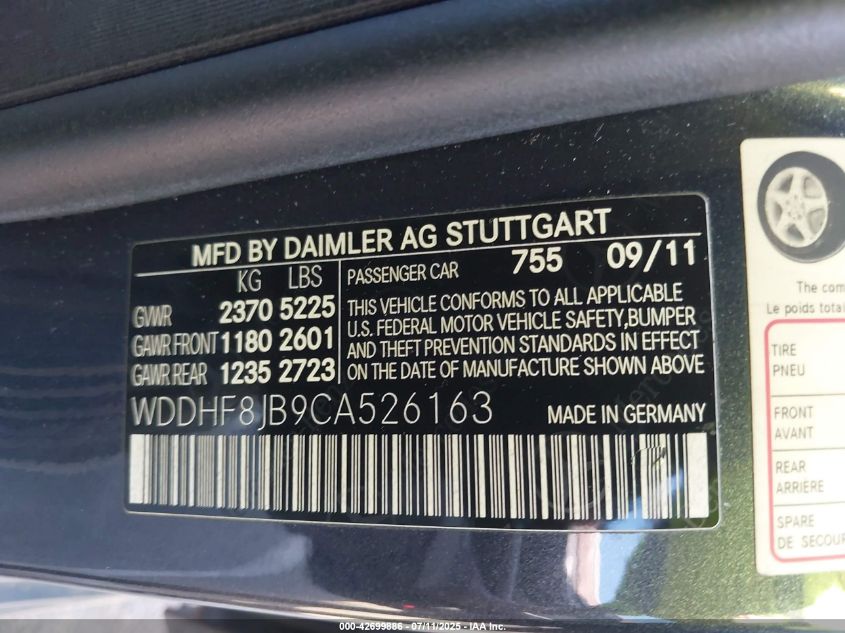 MFD BY DAIMLER AG STUTTGART
KG LBS
GVWR 2370 5225
GAWR FRONT 1180 2601
GAWR REAR 1235 2723
PASSENGER CAR 755 09/11
THIS VEHICLE CONFORMS TO ALL APPLICABLE
U.S. FEDERAL MOTOR VEHICLE SAFETY,BUMPER
AND THEFT PREVENTION STANDARDS IN EFFECT
ON THE DATE OF MANUFACTURE SHOWN ABOVE
WDDHF8JB9CA526163 MADE IN GERMANY
The com
Le poids total
TIRE
PNEU
FRONT
AVANT
REAR
ARRIÈRE
SPARE
DE SECOUR
000-42699886 - 07/11/2025 - IAA Inc.